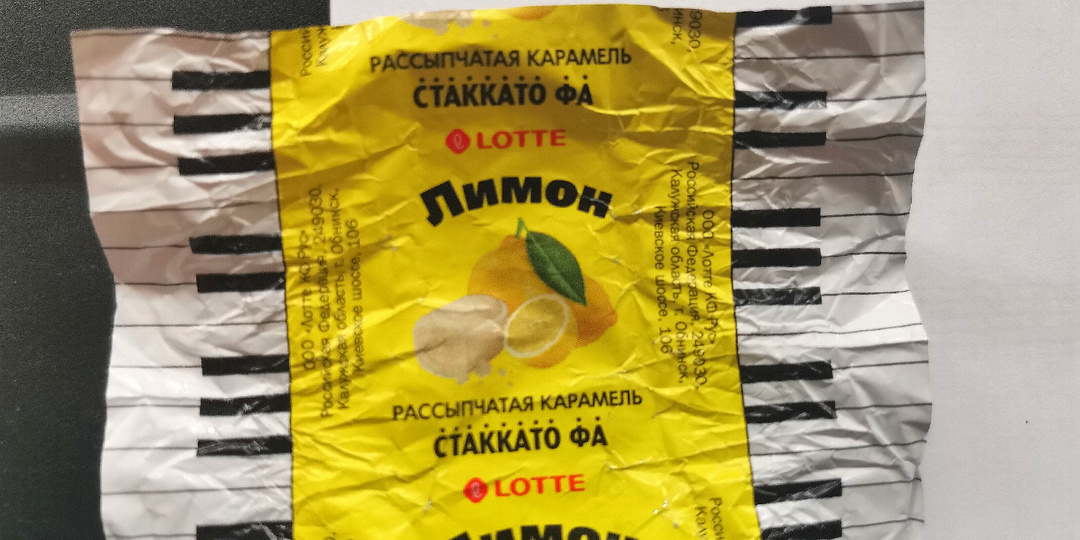 РАССЫПЧАТАЯ КАРАМЕЛЬ
СТАККАТО ФА
LOTTE
Лимон
ООО «Лотте КФ Рус»
Российская Федерация, 249030,
Калужская область, г. Обнинск,
Киевское шоссе, 106
ООО «Лотте КФ Рус»
Российская Федерация, 249030,
Калужская область, г. Обнинск,
Киевское шоссе, 106
РАССЫПЧАТАЯ КАРАМЕЛЬ
СТАККАТО ФА
LOTTE
Лимон